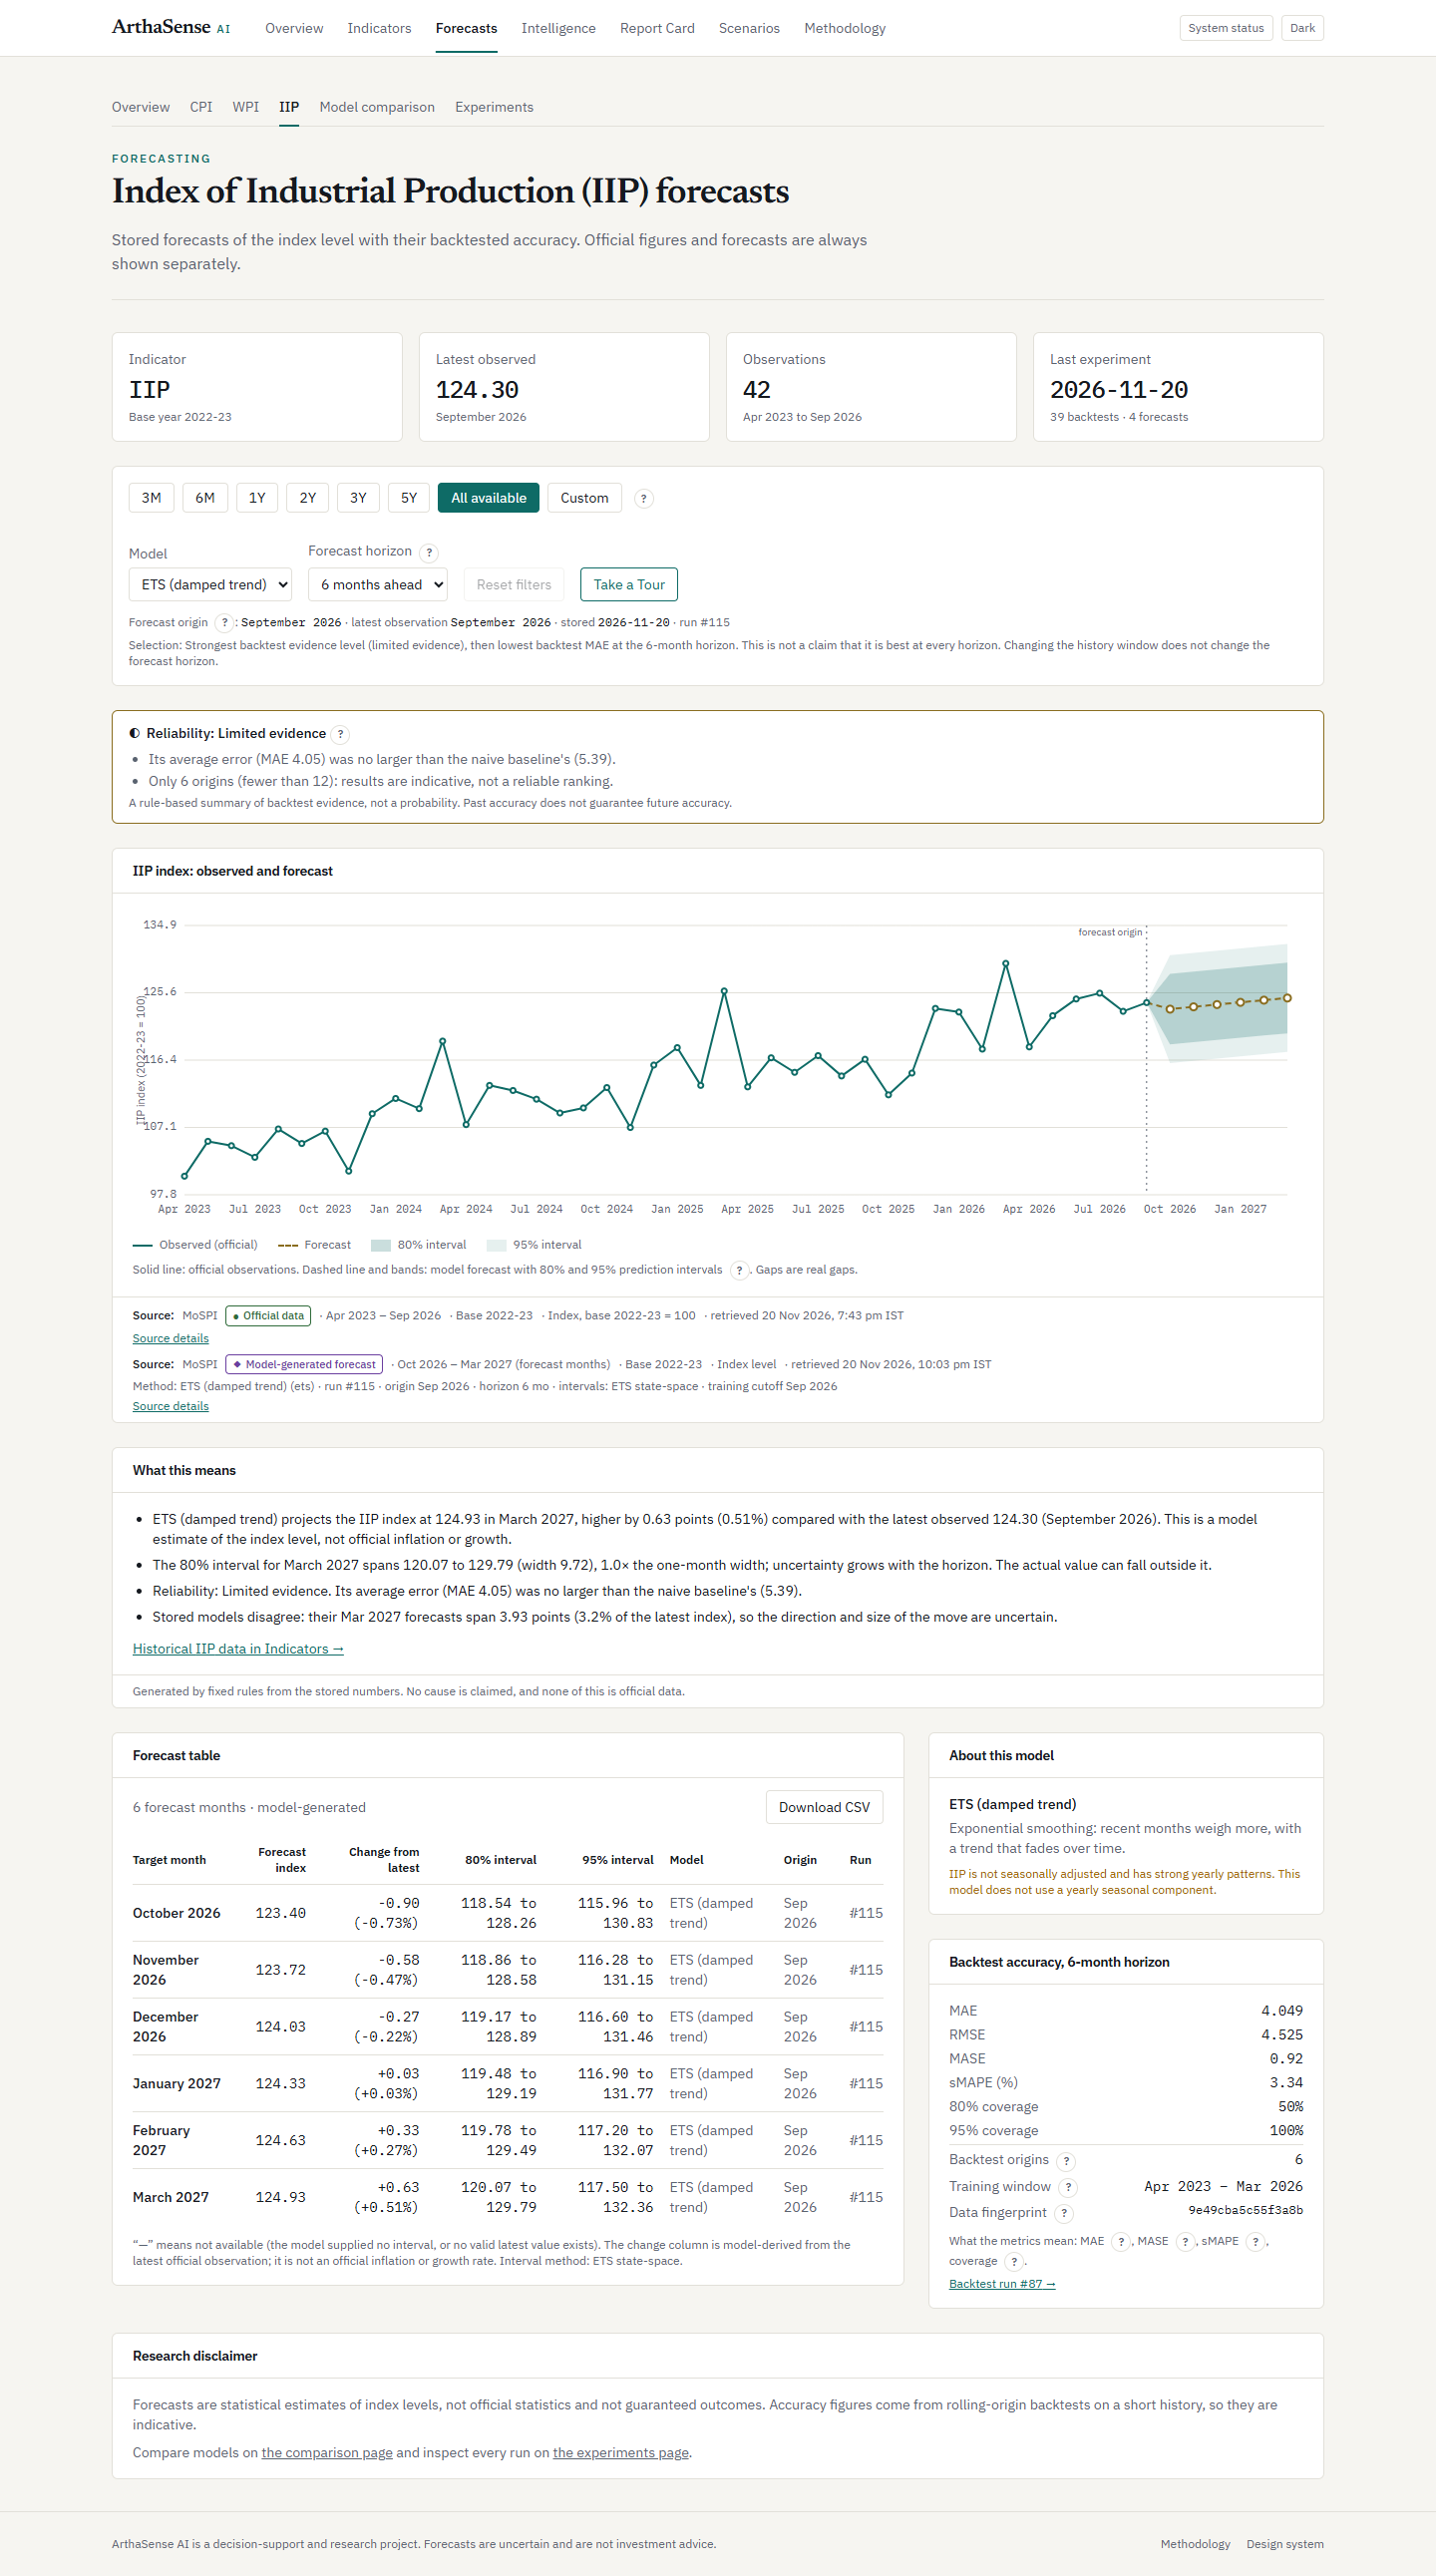 ArthaSense AI
Overview Indicators Forecasts Intelligence Report Card Scenarios Methodology
System status Dark
Overview CPI WPI IIP Model comparison Experiments
FORECASTING
Index of Industrial Production (IIP) forecasts
Stored forecasts of the index level with their backtested accuracy. Official figures and forecasts are always
shown separately.
Indicator
IIP
Base year 2022-23
Latest observed
124.30
September 2026
Observations
42
Apr 2023 to Sep 2026
Last experiment
2026-11-20
39 backtests · 4 forecasts
3M 6M 1Y 2Y 3Y 5Y All available Custom ?
Model
ETS (damped trend)
Forecast horizon ?
6 months ahead
Reset filters Take a Tour
Forecast origin ? : September 2026 · latest observation September 2026 · stored 2026-11-20 · run #115
Selection: Strongest backtest evidence level (limited evidence), then lowest backtest MAE at the 6-month horizon. This is not a claim that it is best at every horizon. Changing the history window does not change the
forecast horizon.
◐ Reliability: Limited evidence ?
• Its average error (MAE 4.05) was no larger than the naive baseline's (5.39).
• Only 6 origins (fewer than 12): results are indicative, not a reliable ranking.
A rule-based summary of backtest evidence, not a probability. Past accuracy does not guarantee future accuracy.
IIP index: observed and forecast
IIP index (2022-23 = 100)
134.9
125.6
116.4
107.1
97.8
forecast origin
Apr 2023 Jul 2023 Oct 2023 Jan 2024 Apr 2024 Jul 2024 Oct 2024 Jan 2025 Apr 2025 Jul 2025 Oct 2025 Jan 2026 Apr 2026 Jul 2026 Oct 2026 Jan 2027
Observed (official) Forecast 80% interval 95% interval
Solid line: official observations. Dashed line and bands: model forecast with 80% and 95% prediction intervals ? . Gaps are real gaps.
Source: MoSPI ● Official data · Apr 2023 – Sep 2026 · Base 2022-23 · Index, base 2022-23 = 100 · retrieved 20 Nov 2026, 7:43 pm IST
Source details
Source: MoSPI ◆ Model-generated forecast · Oct 2026 – Mar 2027 (forecast months) · Base 2022-23 · Index level · retrieved 20 Nov 2026, 10:03 pm IST
Method: ETS (damped trend) (ets) · run #115 · origin Sep 2026 · horizon 6 mo · intervals: ETS state-space · training cutoff Sep 2026
Source details
What this means
• ETS (damped trend) projects the IIP index at 124.93 in March 2027, higher by 0.63 points (0.51%) compared with the latest observed 124.30 (September 2026). This is a model
estimate of the index level, not official inflation or growth.
• The 80% interval for March 2027 spans 120.07 to 129.79 (width 9.72), 1.0× the one-month width; uncertainty grows with the horizon. The actual value can fall outside it.
• Reliability: Limited evidence. Its average error (MAE 4.05) was no larger than the naive baseline's (5.39).
• Stored models disagree: their Mar 2027 forecasts span 3.93 points (3.2% of the latest index), so the direction and size of the move are uncertain.
Historical IIP data in Indicators →
Generated by fixed rules from the stored numbers. No cause is claimed, and none of this is official data.
Forecast table
6 forecast months · model-generated
Download CSV
Target month Forecast index Change from latest 80% interval 95% interval Model Origin Run
October 2026 123.40 -0.90 (-0.73%) 118.54 to 128.26 115.96 to 130.83 ETS (damped trend) Sep 2026 #115
November 2026 123.72 -0.58 (-0.47%) 118.86 to 128.58 116.28 to 131.15 ETS (damped trend) Sep 2026 #115
December 2026 124.03 -0.27 (-0.22%) 119.17 to 128.89 116.60 to 131.46 ETS (damped trend) Sep 2026 #115
January 2027 124.33 +0.03 (+0.03%) 119.48 to 129.19 116.90 to 131.77 ETS (damped trend) Sep 2026 #115
February 2027 124.63 +0.33 (+0.27%) 119.78 to 129.49 117.20 to 132.07 ETS (damped trend) Sep 2026 #115
March 2027 124.93 +0.63 (+0.51%) 120.07 to 129.79 117.50 to 132.36 ETS (damped trend) Sep 2026 #115
“—” means not available (the model supplied no interval, or no valid latest value exists). The change column is model-derived from the
latest official observation; it is not an official inflation or growth rate. Interval method: ETS state-space.
About this model
ETS (damped trend)
Exponential smoothing: recent months weigh more, with
a trend that fades over time.
IIP is not seasonally adjusted and has strong yearly patterns. This
model does not use a yearly seasonal component.
Backtest accuracy, 6-month horizon
MAE 4.049
RMSE 4.525
MASE 0.92
sMAPE (%) 3.34
80% coverage 50%
95% coverage 100%
Backtest origins ? 6
Training window ? Apr 2023 – Mar 2026
Data fingerprint ? 9e49cba5c55f3a8b
What the metrics mean: MAE ? , MASE ? , sMAPE ? ,
coverage ? .
Backtest run #87 →
Research disclaimer
Forecasts are statistical estimates of index levels, not official statistics and not guaranteed outcomes. Accuracy figures come from rolling-origin backtests on a short history, so they are
indicative.
Compare models on the comparison page and inspect every run on the experiments page.
ArthaSense AI is a decision-support and research project. Forecasts are uncertain and are not investment advice.
Methodology Design system